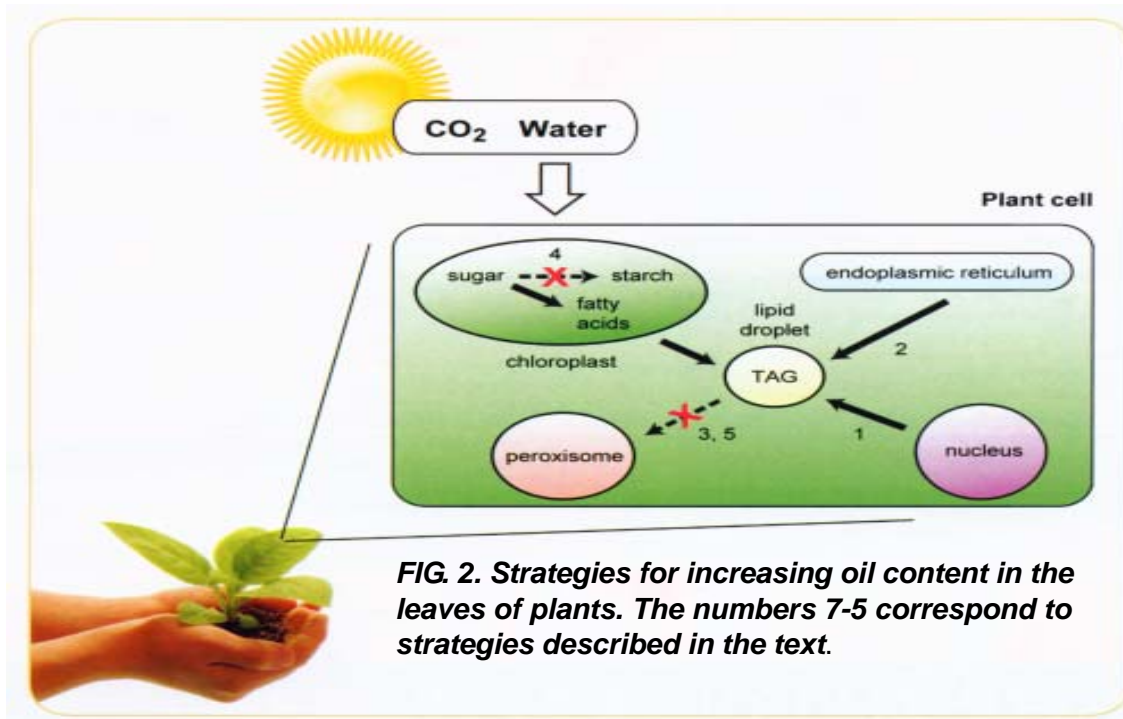 CO₂ Water
Plant cell
4
sugar starch
fatty
acids
chloroplast
endoplasmic reticulum
lipid
droplet
TAG
2
3, 5
1
peroxisome
nucleus
FIG. 2. Strategies for increasing oil content in the
leaves of plants. The numbers 7-5 correspond to
strategies described in the text.